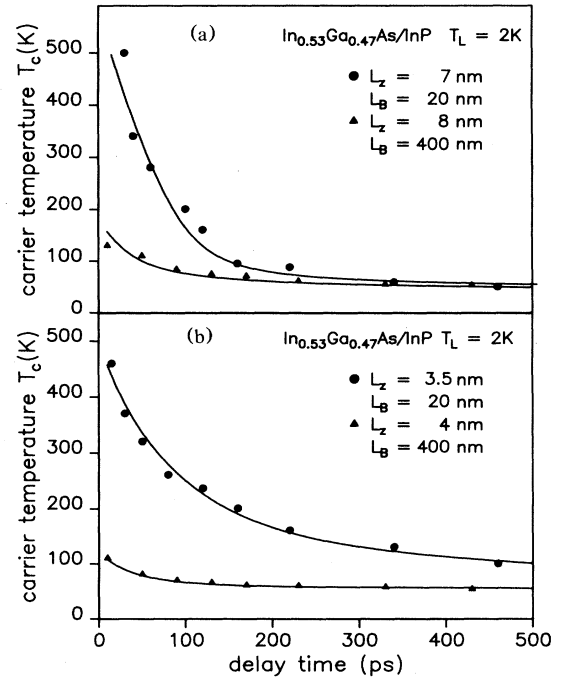 (a) In0.53Ga0.47As/InP TL = 2K
● Lz = 7 nm
LB = 20 nm
▲ Lz = 8 nm
LB = 400 nm
carrier temperature Tc(K)
500
400
300
200
100
0
(b) In0.53Ga0.47As/InP TL = 2K
● Lz = 3.5 nm
LB = 20 nm
▲ Lz = 4 nm
LB = 400 nm
carrier temperature Tc(K)
500
400
300
200
100
0
0 100 200 300 400 500
delay time (ps)